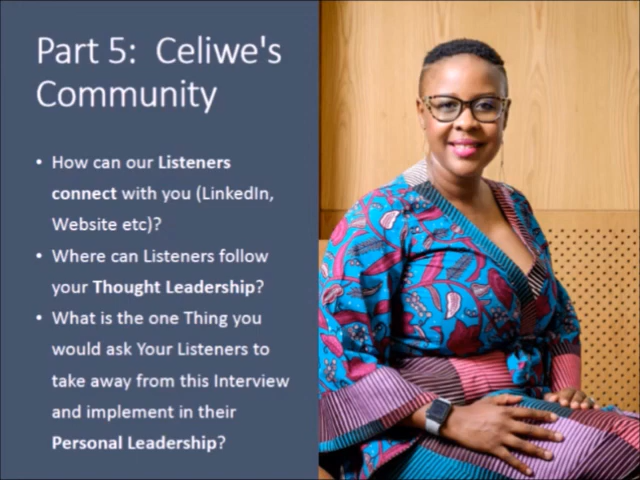 Part 5:  Celiwe's
Community
• How can our Listeners
connect with you (LinkedIn,
Website etc)?
• Where can Listeners follow
your Thought Leadership?
• What is the one Thing you
would ask Your Listeners to
take away from this Interview
and implement in their
Personal Leadership?